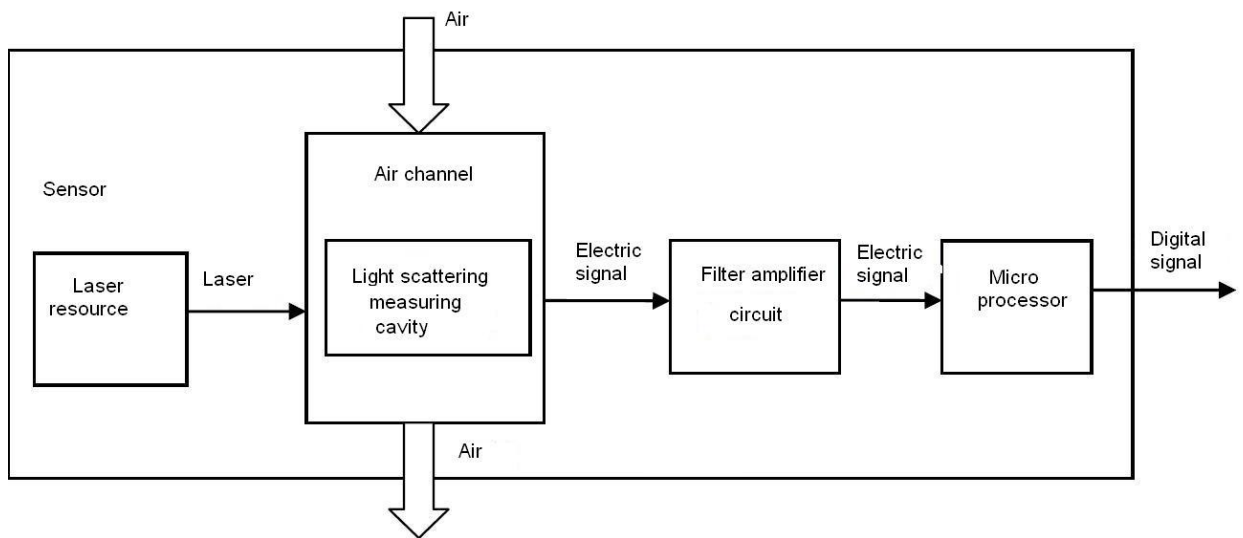 Air
Sensor
Air channel
Laser
resource
Laser
Light scattering
measuring
cavity
Electric
signal
Filter amplifier
circuit
Electric
signal
Micro
processor
Digital
signal
Air